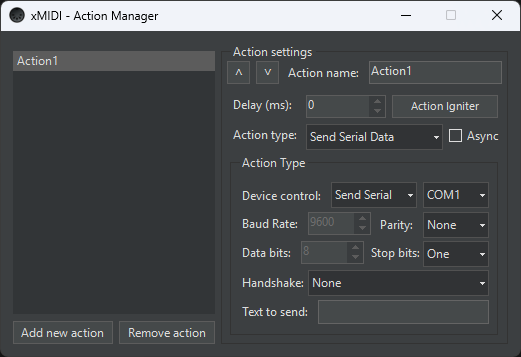 xMIDI - Action Manager
Action1
Add new action
Remove action
Action settings
˄ ˅ Action name: Action1
Delay (ms): 0 Action Igniter
Action type: Send Serial Data Async
Action Type
Device control: Send Serial COM1
Baud Rate: 9600 Parity: None
Data bits: 8 Stop bits: One
Handshake: None
Text to send: